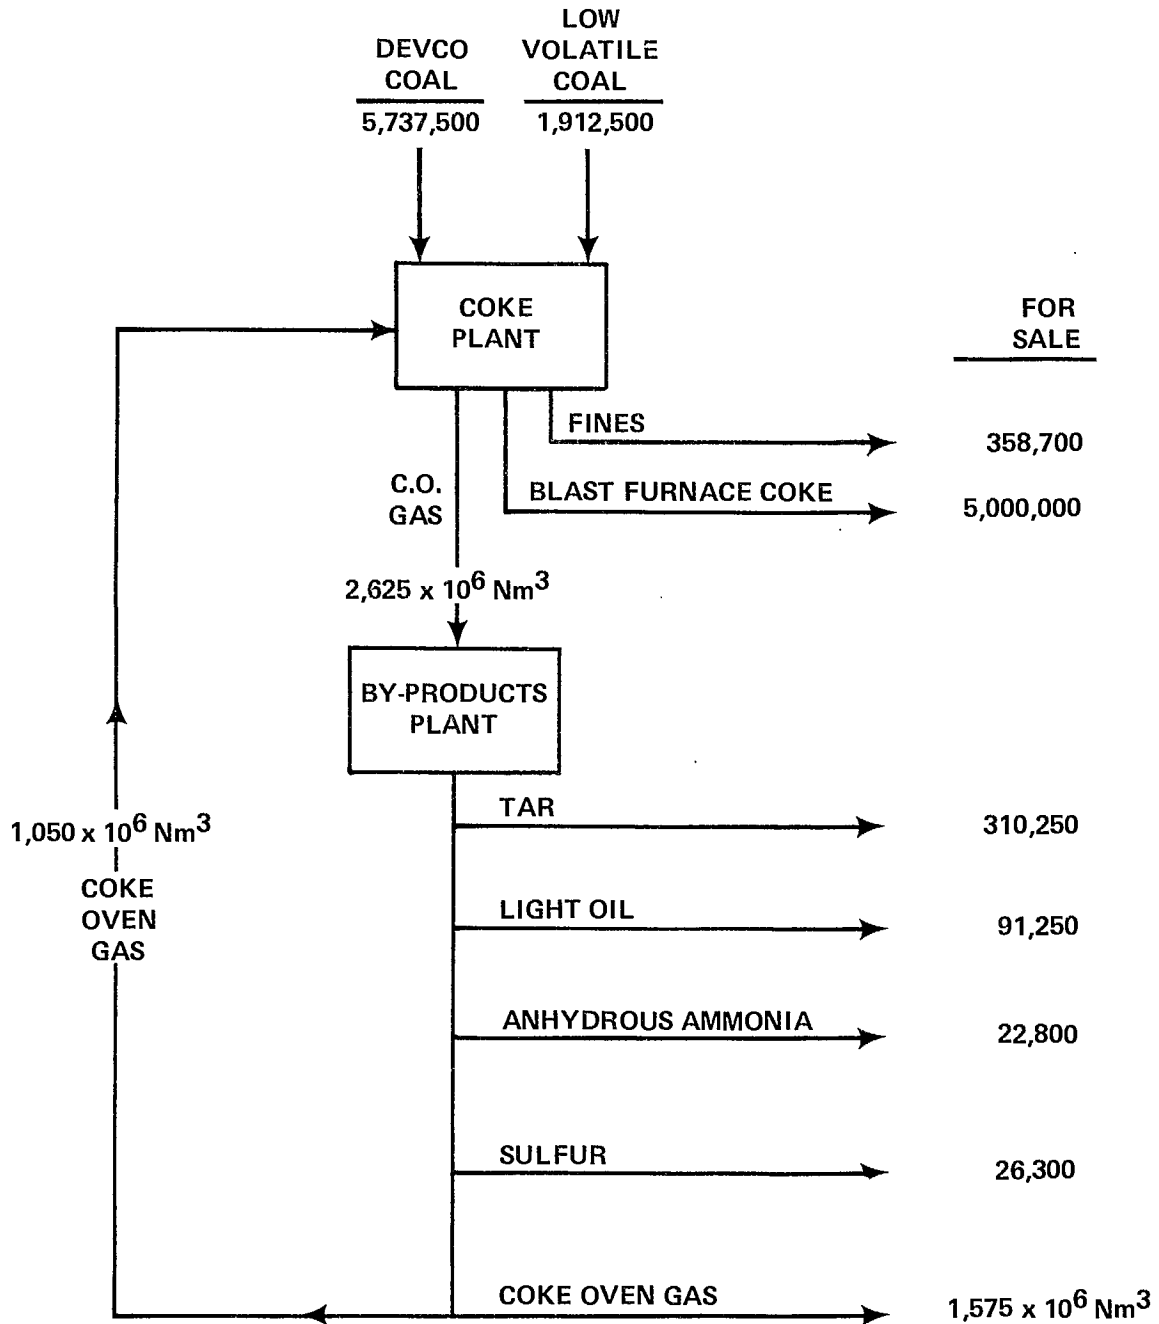 DEVCO
COAL
5,737,500
LOW
VOLATILE
COAL
1,912,500
COKE
PLANT
FOR
SALE
FINES
358,700
BLAST FURNACE COKE
5,000,000
C.O.
GAS
2,625 x 10⁶ Nm³
BY-PRODUCTS
PLANT
TAR
310,250
1,050 x 10⁶ Nm³
COKE
OVEN
GAS
LIGHT OIL
91,250
ANHYDROUS AMMONIA
22,800
SULFUR
26,300
COKE OVEN GAS
1,575 x 10⁶ Nm³